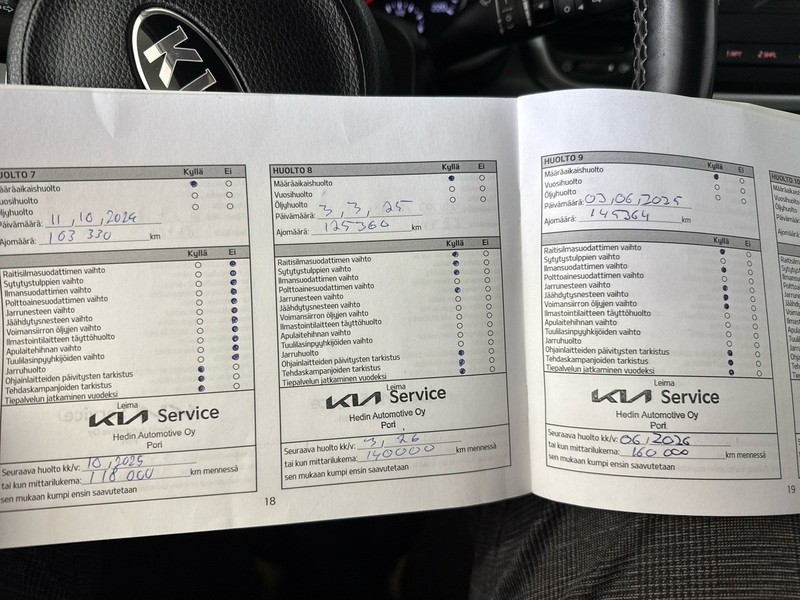 KIA
UOLTO 7 Kyllä Ei
ääräaikaishuolto
uosihuolto
ljyhuolto
Päivämäärä: 11,10,2024
Ajomäärä: 103 330 km
Kyllä Ei
Raitisilmasuodattimen vaihto
Sytytystulppien vaihto
Ilmansuodattimen vaihto
Polttoainesuodattimen vaihto
Jarrunesteen vaihto
Jäähdytysnesteen vaihto
Voimansiirron öljyjen vaihto
Ilmastointilaitteen täyttöhuolto
Apulaitehihnan vaihto
Tuulilasinpyyhkijöiden vaihto
Jarruhuolto
Ohjainlaitteiden päivitysten tarkistus
Tehdaskampanjoiden tarkistus
Tiepalvelun jatkaminen vuodeksi
Leima
KIA Service
Hedin Automotive Oy
Pori
Seuraava huolto kk/v: 10,2025
tai kun mittarilukema: 118 000 km mennessä
sen mukaan kumpi ensin saavutetaan
HUOLTO 8 Kyllä Ei
Määräaikaishuolto
Vuosihuolto
Öljyhuolto
Päivämäärä: 3,3,25
Ajomäärä: 125360 km
Kyllä Ei
Raitisilmasuodattimen vaihto
Sytytystulppien vaihto
Ilmansuodattimen vaihto
Polttoainesuodattimen vaihto
Jarrunesteen vaihto
Jäähdytysnesteen vaihto
Voimansiirron öljyjen vaihto
Ilmastointilaitteen täyttöhuolto
Apulaitehihnan vaihto
Tuulilasinpyyhkijöiden vaihto
Jarruhuolto
Ohjainlaitteiden päivitysten tarkistus
Tehdaskampanjoiden tarkistus
Tiepalvelun jatkaminen vuodeksi
Leima
KIA Service
Hedin Automotive Oy
Pori
Seuraava huolto kk/v: 3, 26
tai kun mittarilukema: 140000 km mennessä
sen mukaan kumpi ensin saavutetaan
18
HUOLTO 9 Kyllä Ei
Määräaikaishuolto
Vuosihuolto
Öljyhuolto
Päivämäärä: 03,06,2025
Ajomäärä: 145364 km
Kyllä Ei
Raitisilmasuodattimen vaihto
Sytytystulppien vaihto
Ilmansuodattimen vaihto
Polttoainesuodattimen vaihto
Jarrunesteen vaihto
Jäähdytysnesteen vaihto
Voimansiirron öljyjen vaihto
Ilmastointilaitteen täyttöhuolto
Apulaitehihnan vaihto
Tuulilasinpyyhkijöiden vaihto
Jarruhuolto
Ohjainlaitteiden päivitysten tarkistus
Tehdaskampanjoiden tarkistus
Tiepalvelun jatkaminen vuodeksi
Leima
KIA Service
Hedin Automotive Oy
Pori
Seuraava huolto kk/v: 06,2026
tai kun mittarilukema: 160 000 km mennessä
sen mukaan kumpi ensin saavutetaan
19